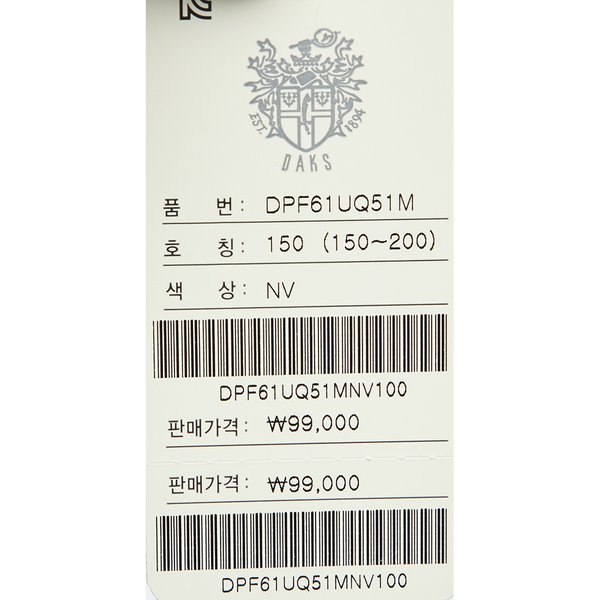 EST. 1894
DAKS
품 번: DPF61UQ51M
호 칭: 150 (150~200)
색 상: NV
DPF61UQ51MNV100
판매가격: ₩99,000
판매가격: ₩99,000
DPF61UQ51MNV100